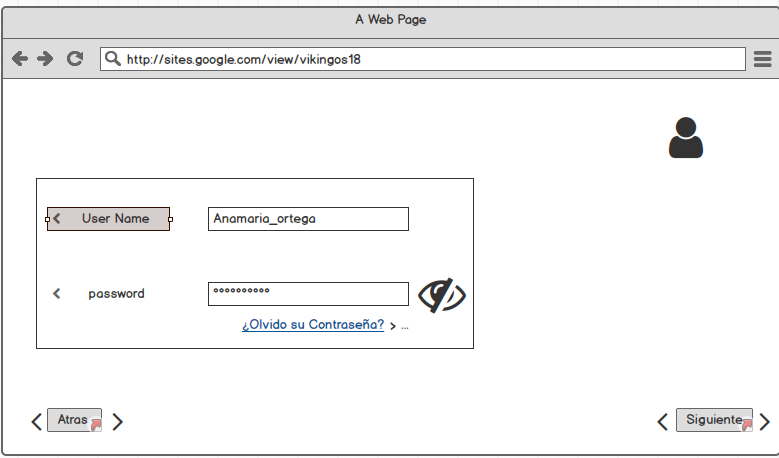 A Web Page
http://sites.google.com/view/vikingos18
User Name
Anamaria_ortega
password
°°°°°°°°°°
¿Olvido su Contraseña? > ...
Atras
Siguiente